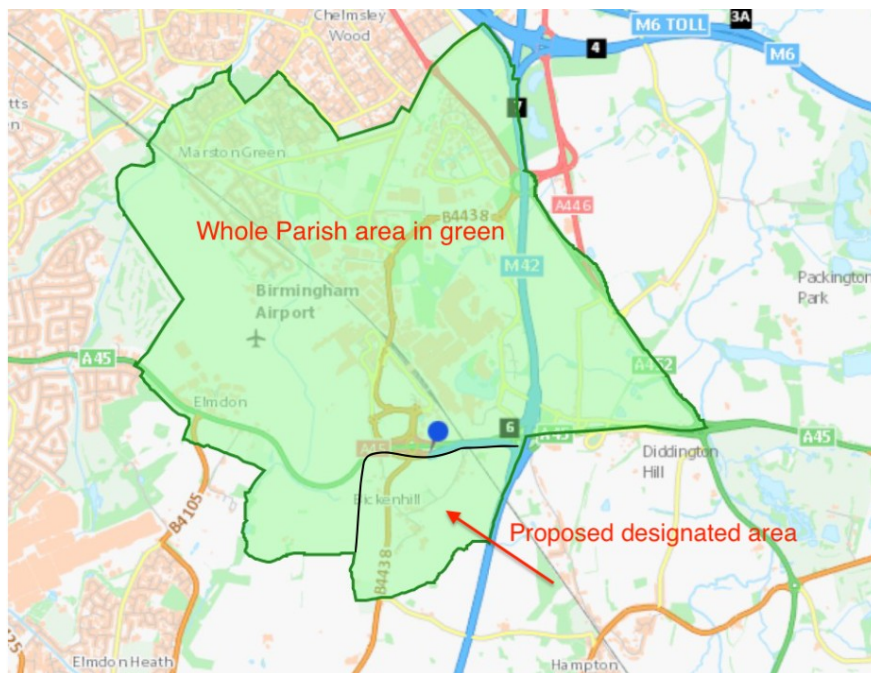 Chelmsley
Wood
M6 TOLL
3A
4
M6
tts
7
Marston Green
A446
B4438
Whole Parish area in green
M42
Packington
Park
Birmingham
Airport
A45
A452
Elmdon
6
A45
A45
A45
Diddington
Hill
Bickenhill
B4105
Proposed designated area
B4438
Elmdon Heath
Hampton